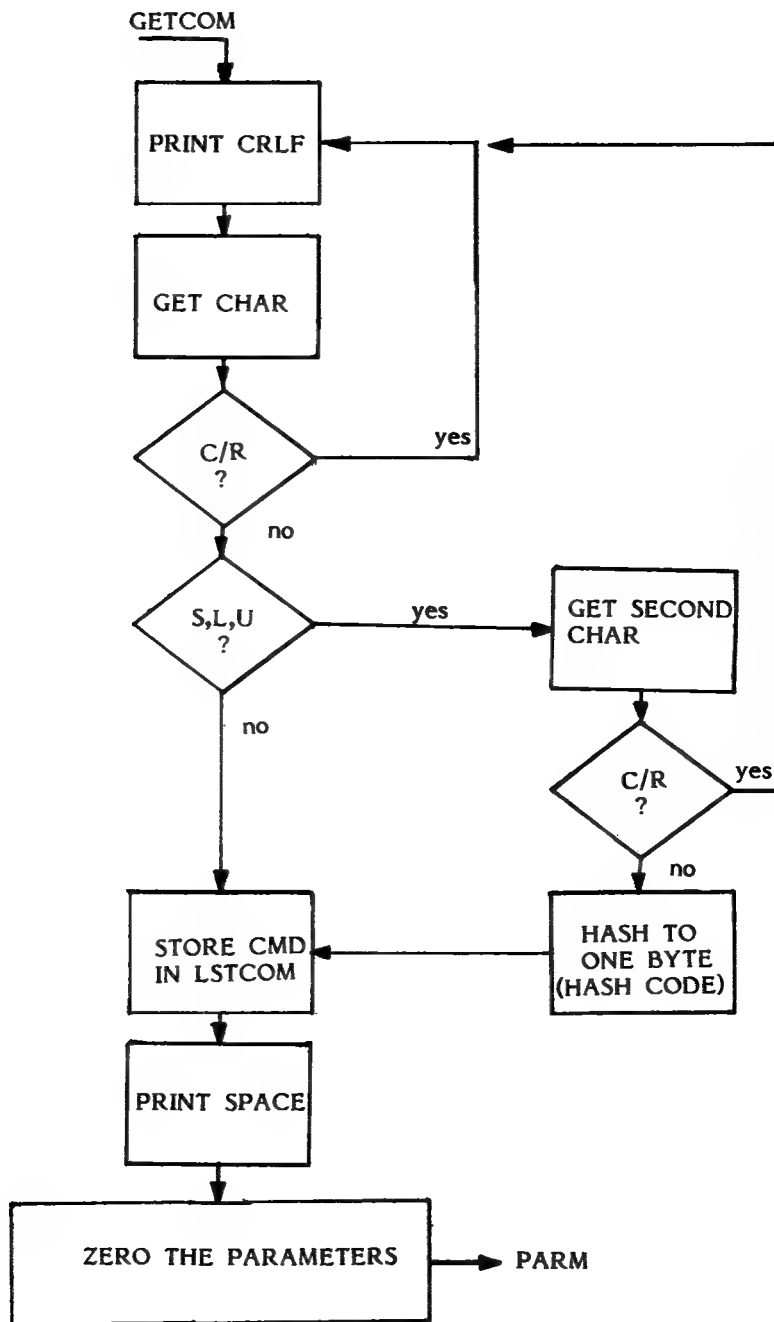 GETCOM
PRINT CRLF
GET CHAR
C/R
?
yes
no
S,L,U
?
yes
no
GET SECOND
CHAR
C/R
?
yes
no
HASH TO
ONE BYTE
(HASH CODE)
STORE CMD
IN LSTCOM
PRINT SPACE
ZERO THE PARAMETERS
PARM